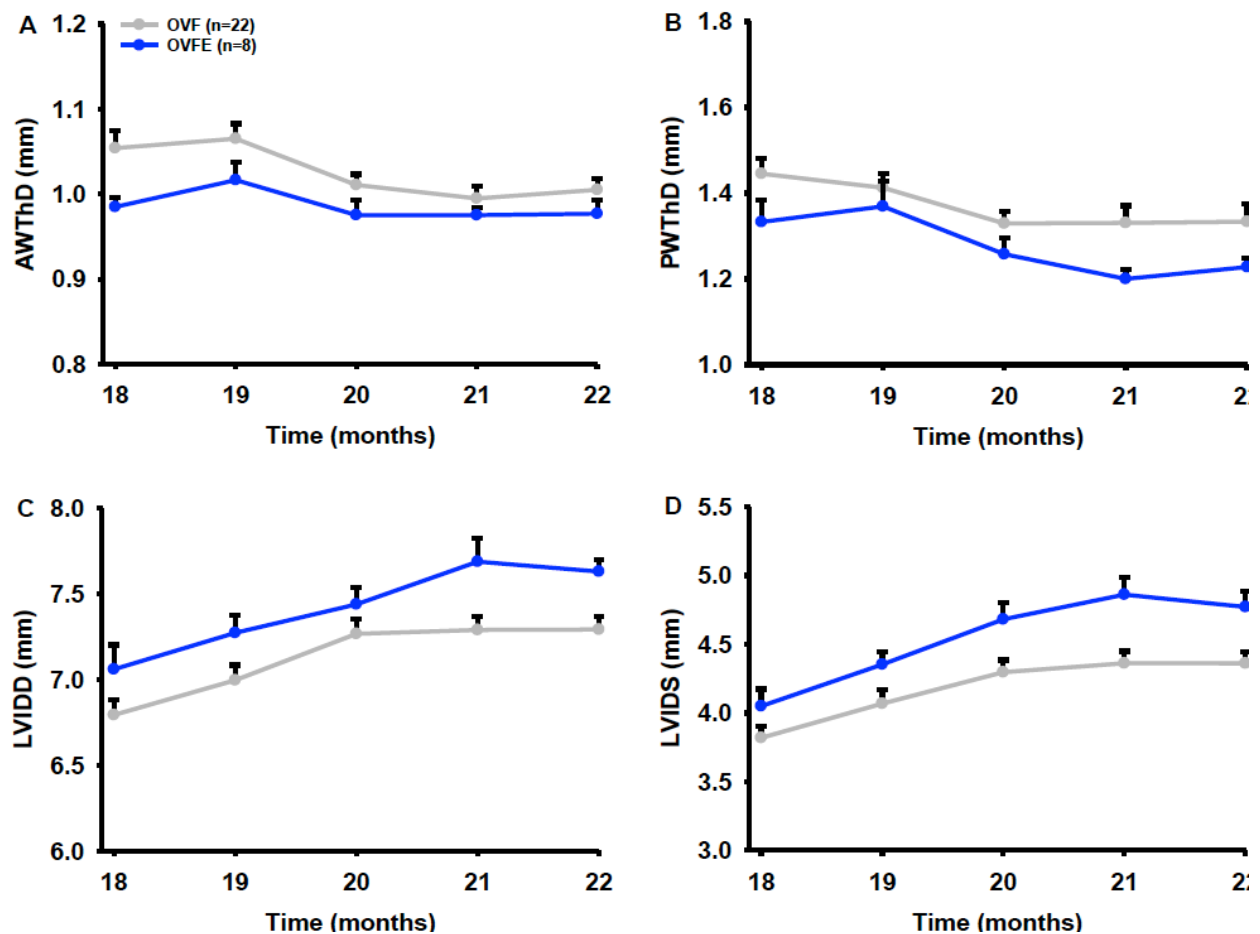 A
1.2
1.1
1.0
0.9
0.8
AWThD (mm)
OVF (n=22)
OVFE (n=8)
18 19 20 21 22
Time (months)
B
1.8
1.6
1.4
1.2
1.0
PWThD (mm)
18 19 20 21 2
Time (months)
C
8.0
7.5
7.0
6.5
6.0
LVIDD (mm)
18 19 20 21 22
Time (months)
D
5.5
5.0
4.5
4.0
3.5
3.0
LVIDS (mm)
18 19 20 21 2
Time (months)